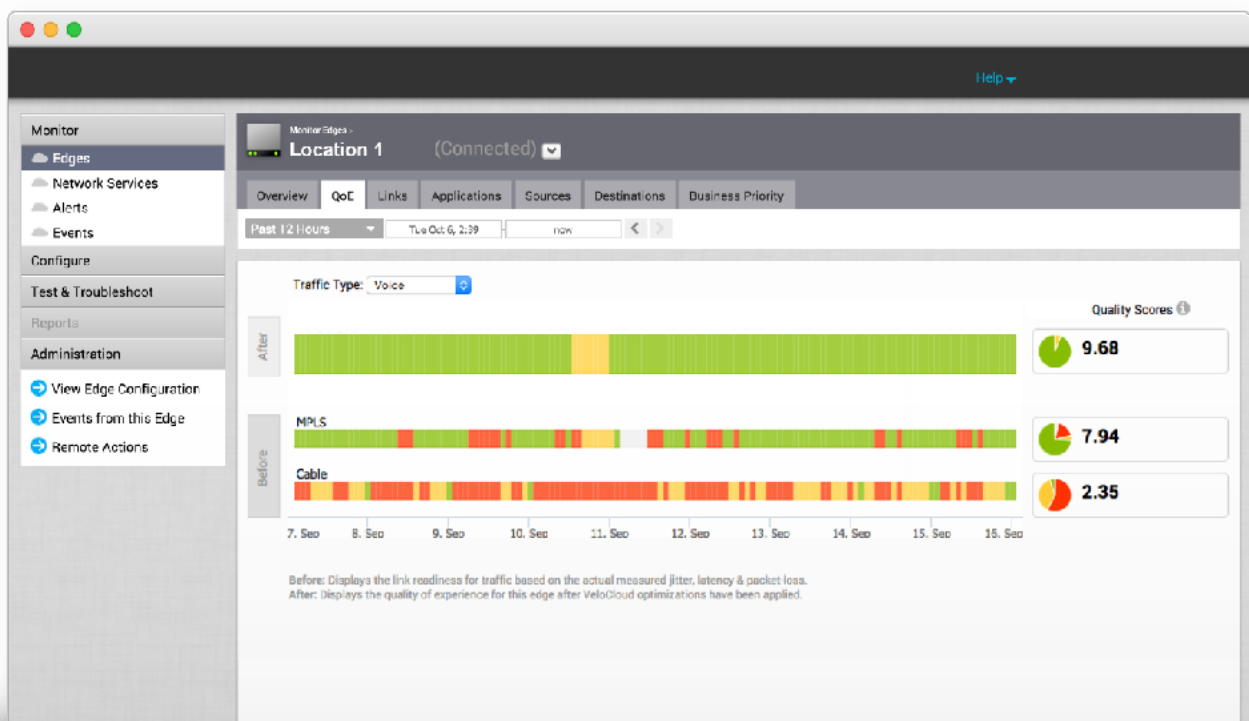 Help
Monitor
Edges
Network Services
Alerts
Events
Configure
Test & Troubleshoot
Reports
Administration
View Edge Configuration
Events from this Edge
Remote Actions
Monitor Edges >
Location 1 (Connected)
Overview QoE Links Applications Sources Destinations Business Priority
Past 12 Hours Tue Oct 6, 2:39 - now
Traffic Type: Voice
Quality Scores
After
9.68
Before
MPLS
7.94
Cable
2.35
7. Sep 8. Sep 9. Sep 10. Sep 11. Sep 12. Sep 13. Sep 14. Sep 15. Sep 16. Sep
Before: Displays the link readiness for traffic based on the actual measured jitter, latency & packet loss.
After: Displays the quality of experience for this edge after VeloCloud optimizations have been applied.